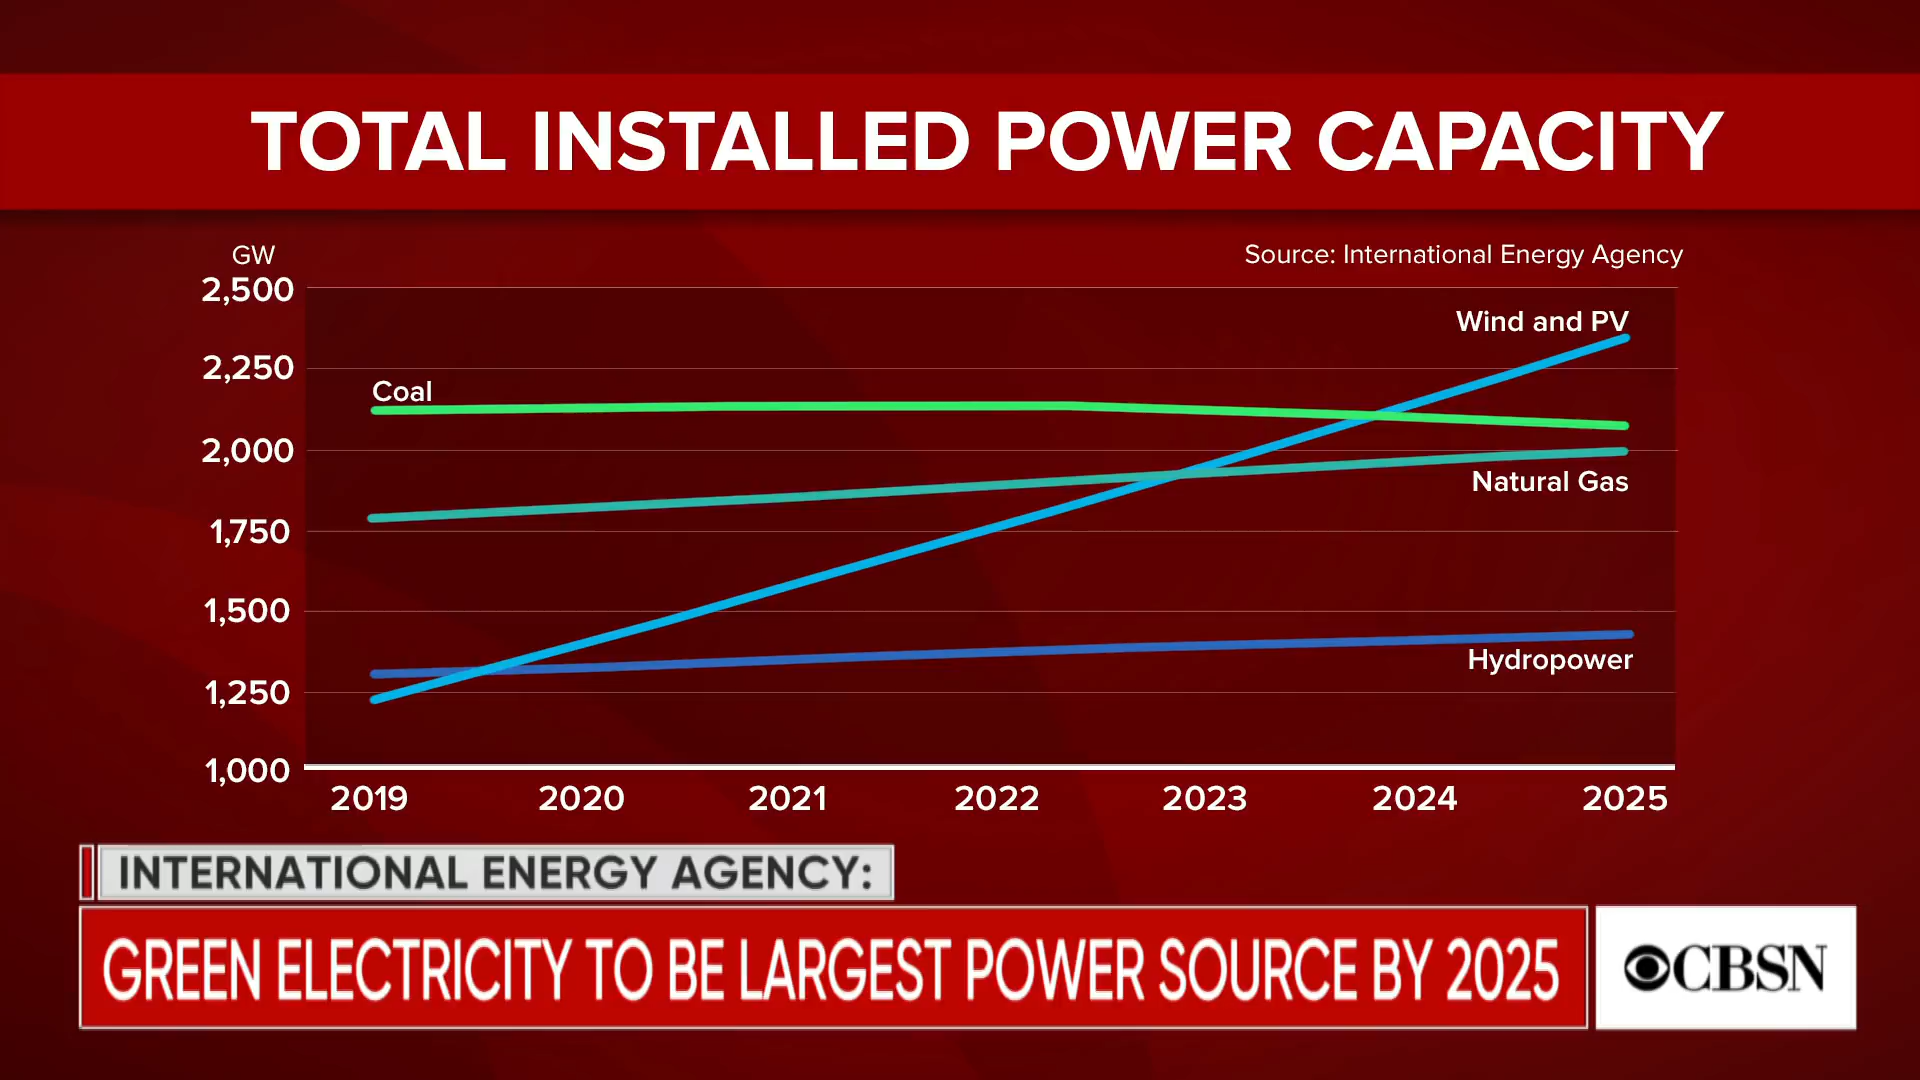 TOTAL INSTALLED POWER CAPACITY
GW
Source: International Energy Agency
2,500
Wind and PV
2,250
Coal
2,000
Natural Gas
1,750
1,500
Hydropower
1,250
1,000
2019 2020 2021 2022 2023 2024 2025
INTERNATIONAL ENERGY AGENCY:
GREEN ELECTRICITY TO BE LARGEST POWER SOURCE BY 2025
CBSN